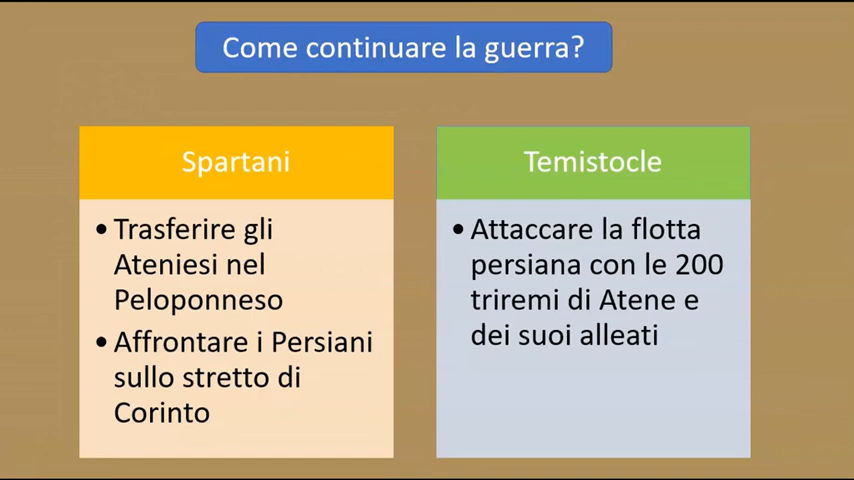 Come continuare la guerra?
Spartani
• Trasferire gli
Ateniesi nel
Peloponneso
• Affrontare i Persiani
sullo stretto di
Corinto
Temistocle
• Attaccare la flotta
persiana con le 200
triremi di Atene e
dei suoi alleati